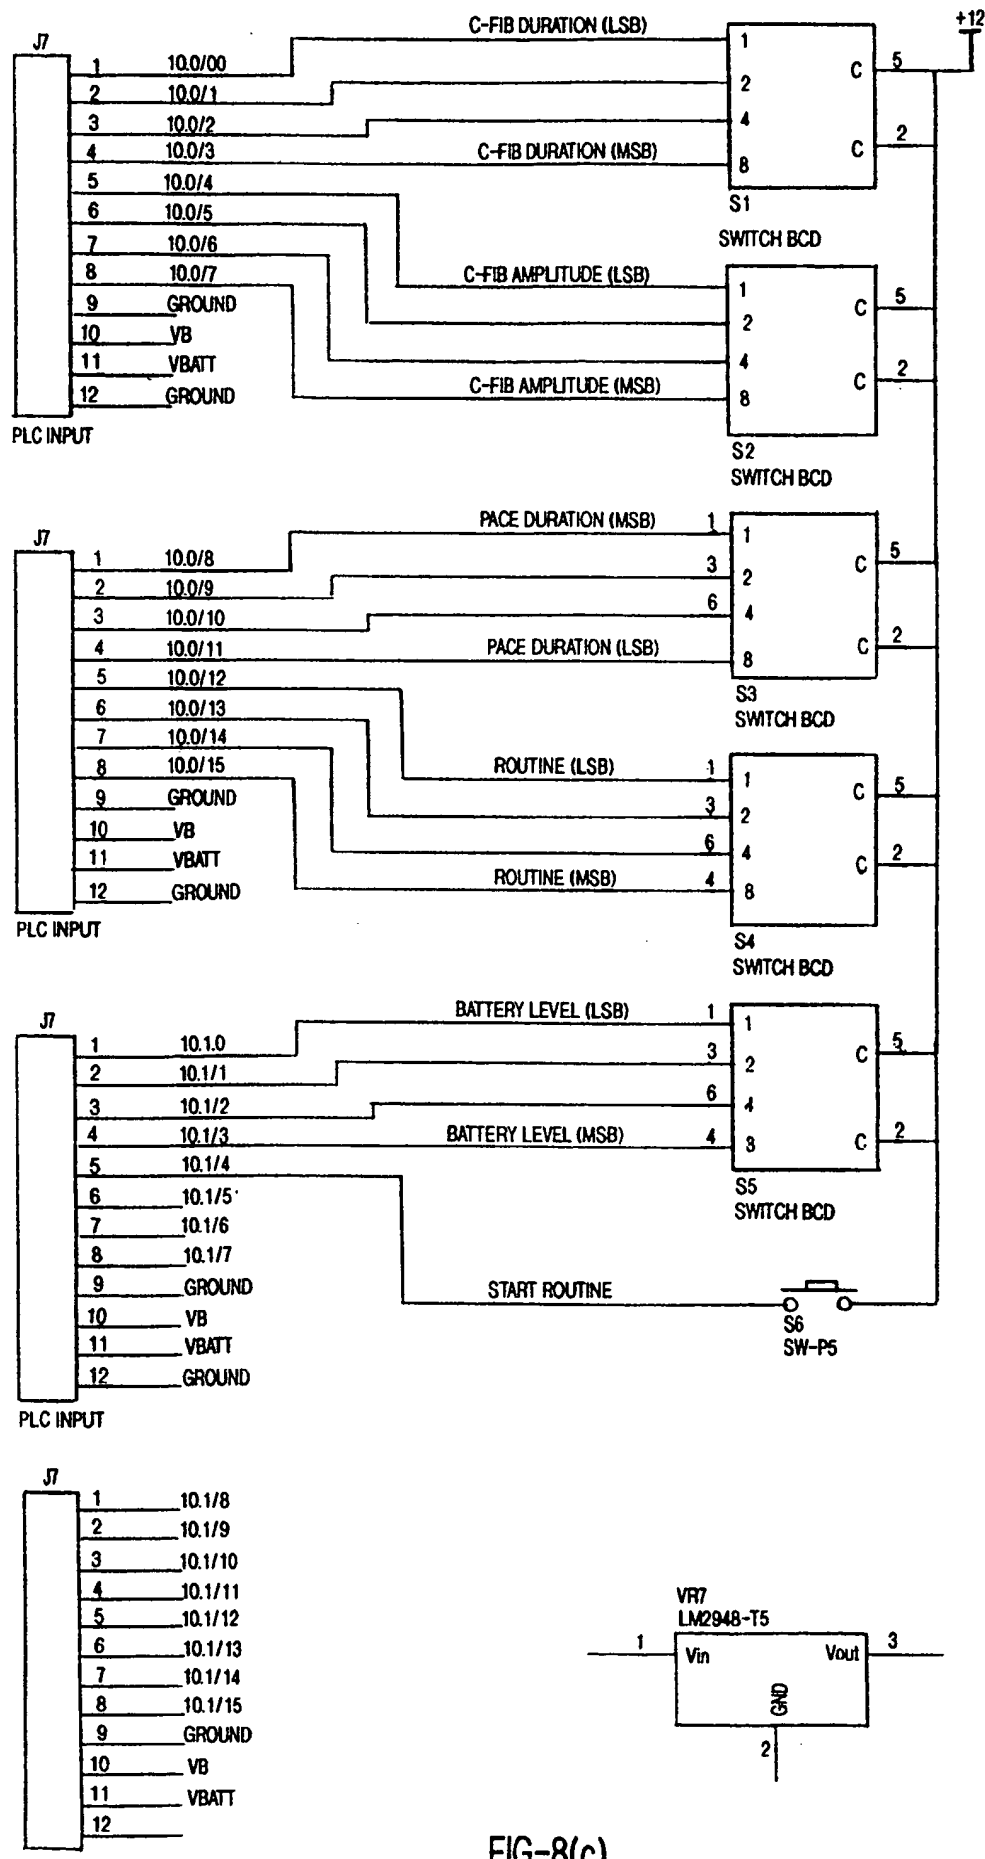 +12
J7
C-FIB DURATION (LSB)
1 10.0/00
2 10.0/1
3 10.0/2
4 10.0/3
C-FIB DURATION (MSB)
5 10.0/4
6 10.0/5
7 10.0/6
8 10.0/7
9 GROUND
10 VB
11 VBATT
12 GROUND
PLC INPUT
1 C 5
2
4 C 2
8
S1
SWITCH BCD
C-FIB AMPLITUDE (LSB)
C-FIB AMPLITUDE (MSB)
1 C 5
2
4 C 2
8
S2
SWITCH BCD
J7
PACE DURATION (MSB)
1 10.0/8
2 10.0/9
3 10.0/10
4 10.0/11
PACE DURATION (LSB)
5 10.0/12
6 10.0/13
7 10.0/14
8 10.0/15
9 GROUND
10 VB
11 VBATT
12 GROUND
PLC INPUT
1 1 C 5
3 2
6 4 C 2
8
S3
SWITCH BCD
ROUTINE (LSB)
ROUTINE (MSB)
1 1 C 5
3 2
6 4 C 2
4 8
S4
SWITCH BCD
J7
BATTERY LEVEL (LSB)
1 10.1.0
2 10.1/1
3 10.1/2
4 10.1/3
BATTERY LEVEL (MSB)
5 10.1/4
6 10.1/5
7 10.1/6
8 10.1/7
9 GROUND
10 VB
11 VBATT
12 GROUND
PLC INPUT
1 1 C 5
3 2
6 4
4 8 C 2
S5
SWITCH BCD
START ROUTINE
S6
SW-P5
J7
1 10.1/8
2 10.1/9
3 10.1/10
4 10.1/11
5 10.1/12
6 10.1/13
7 10.1/14
8 10.1/15
9 GROUND
10 VB
11 VBATT
12
VR7
LM2948-T5
1 Vin Vout 3
GND
2
FIG-8(c)